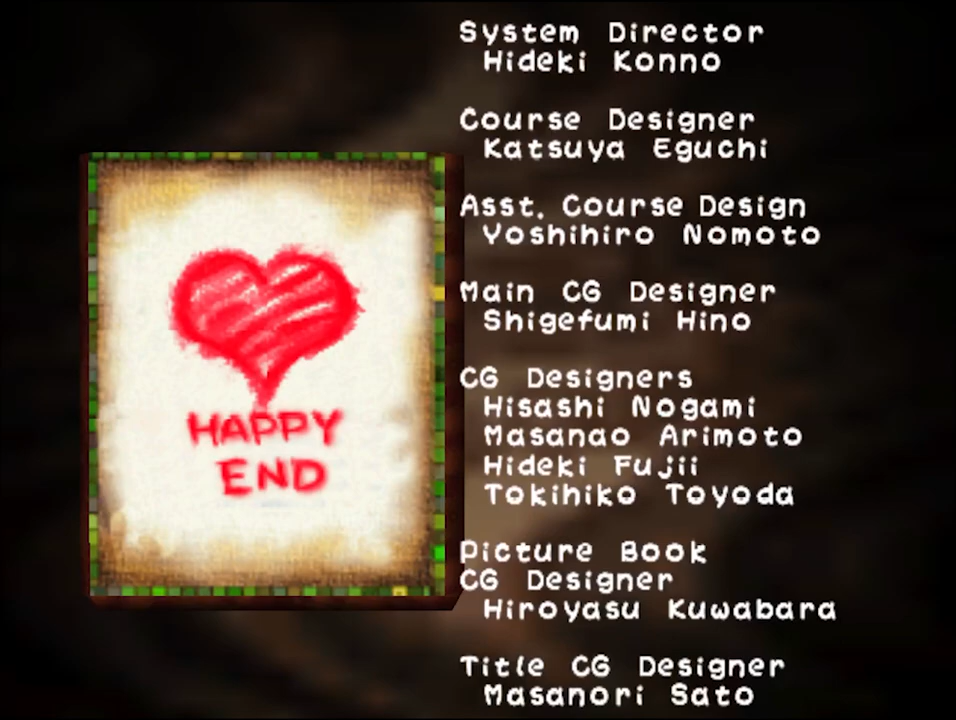 HAPPY
END
System Director
Hideki Konno
Course Designer
Katsuya Eguchi
Asst. Course Design
Yoshihiro Nomoto
Main CG Designer
Shigefumi Hino
CG Designers
Hisashi Nogami
Masanao Arimoto
Hideki Fujii
Tokihiko Toyoda
Picture Book
CG Designer
Hiroyasu Kuwabara
Title CG Designer
Masanori Sato